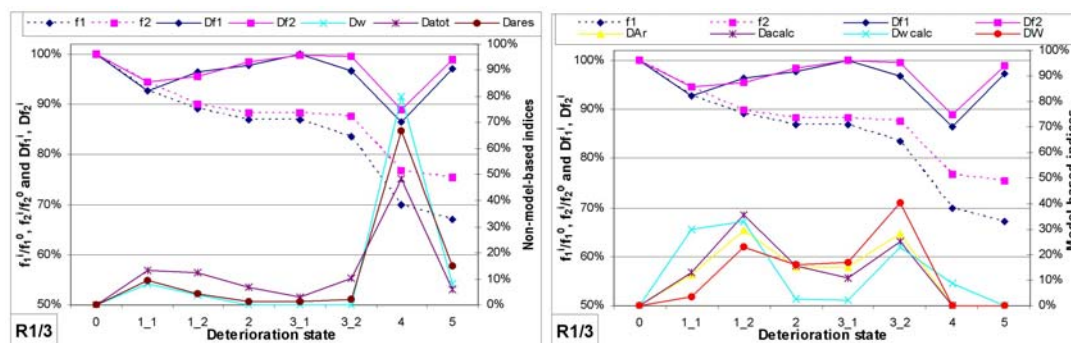 f1 f2 Df1 Df2 Dw Datot Dares
100%
90%
80%
70%
60%
50%
f₁ⁱ/f₁⁰, f₂ⁱ/f₂⁰ and Df₁ⁱ, Df₂ⁱ
100%
90%
80%
70%
60%
50%
40%
30%
20%
10%
0%
Non-model-based indices
0 1_1 1_2 2 3_1 3_2 4 5
R1/3
Deterioration state
f1 f2 Df1 Df2
DAr Dacalc Dw calc DW
100%
90%
80%
70%
60%
50%
f₁ⁱ/f₁⁰, f₂ⁱ/f₂⁰ and Df₁ⁱ, Df₂ⁱ
100%
90%
80%
70%
60%
50%
40%
30%
20%
10%
0%
Model-based indices
0 1_1 1_2 2 3_1 3_2 4 5
R1/3
Deterioration state